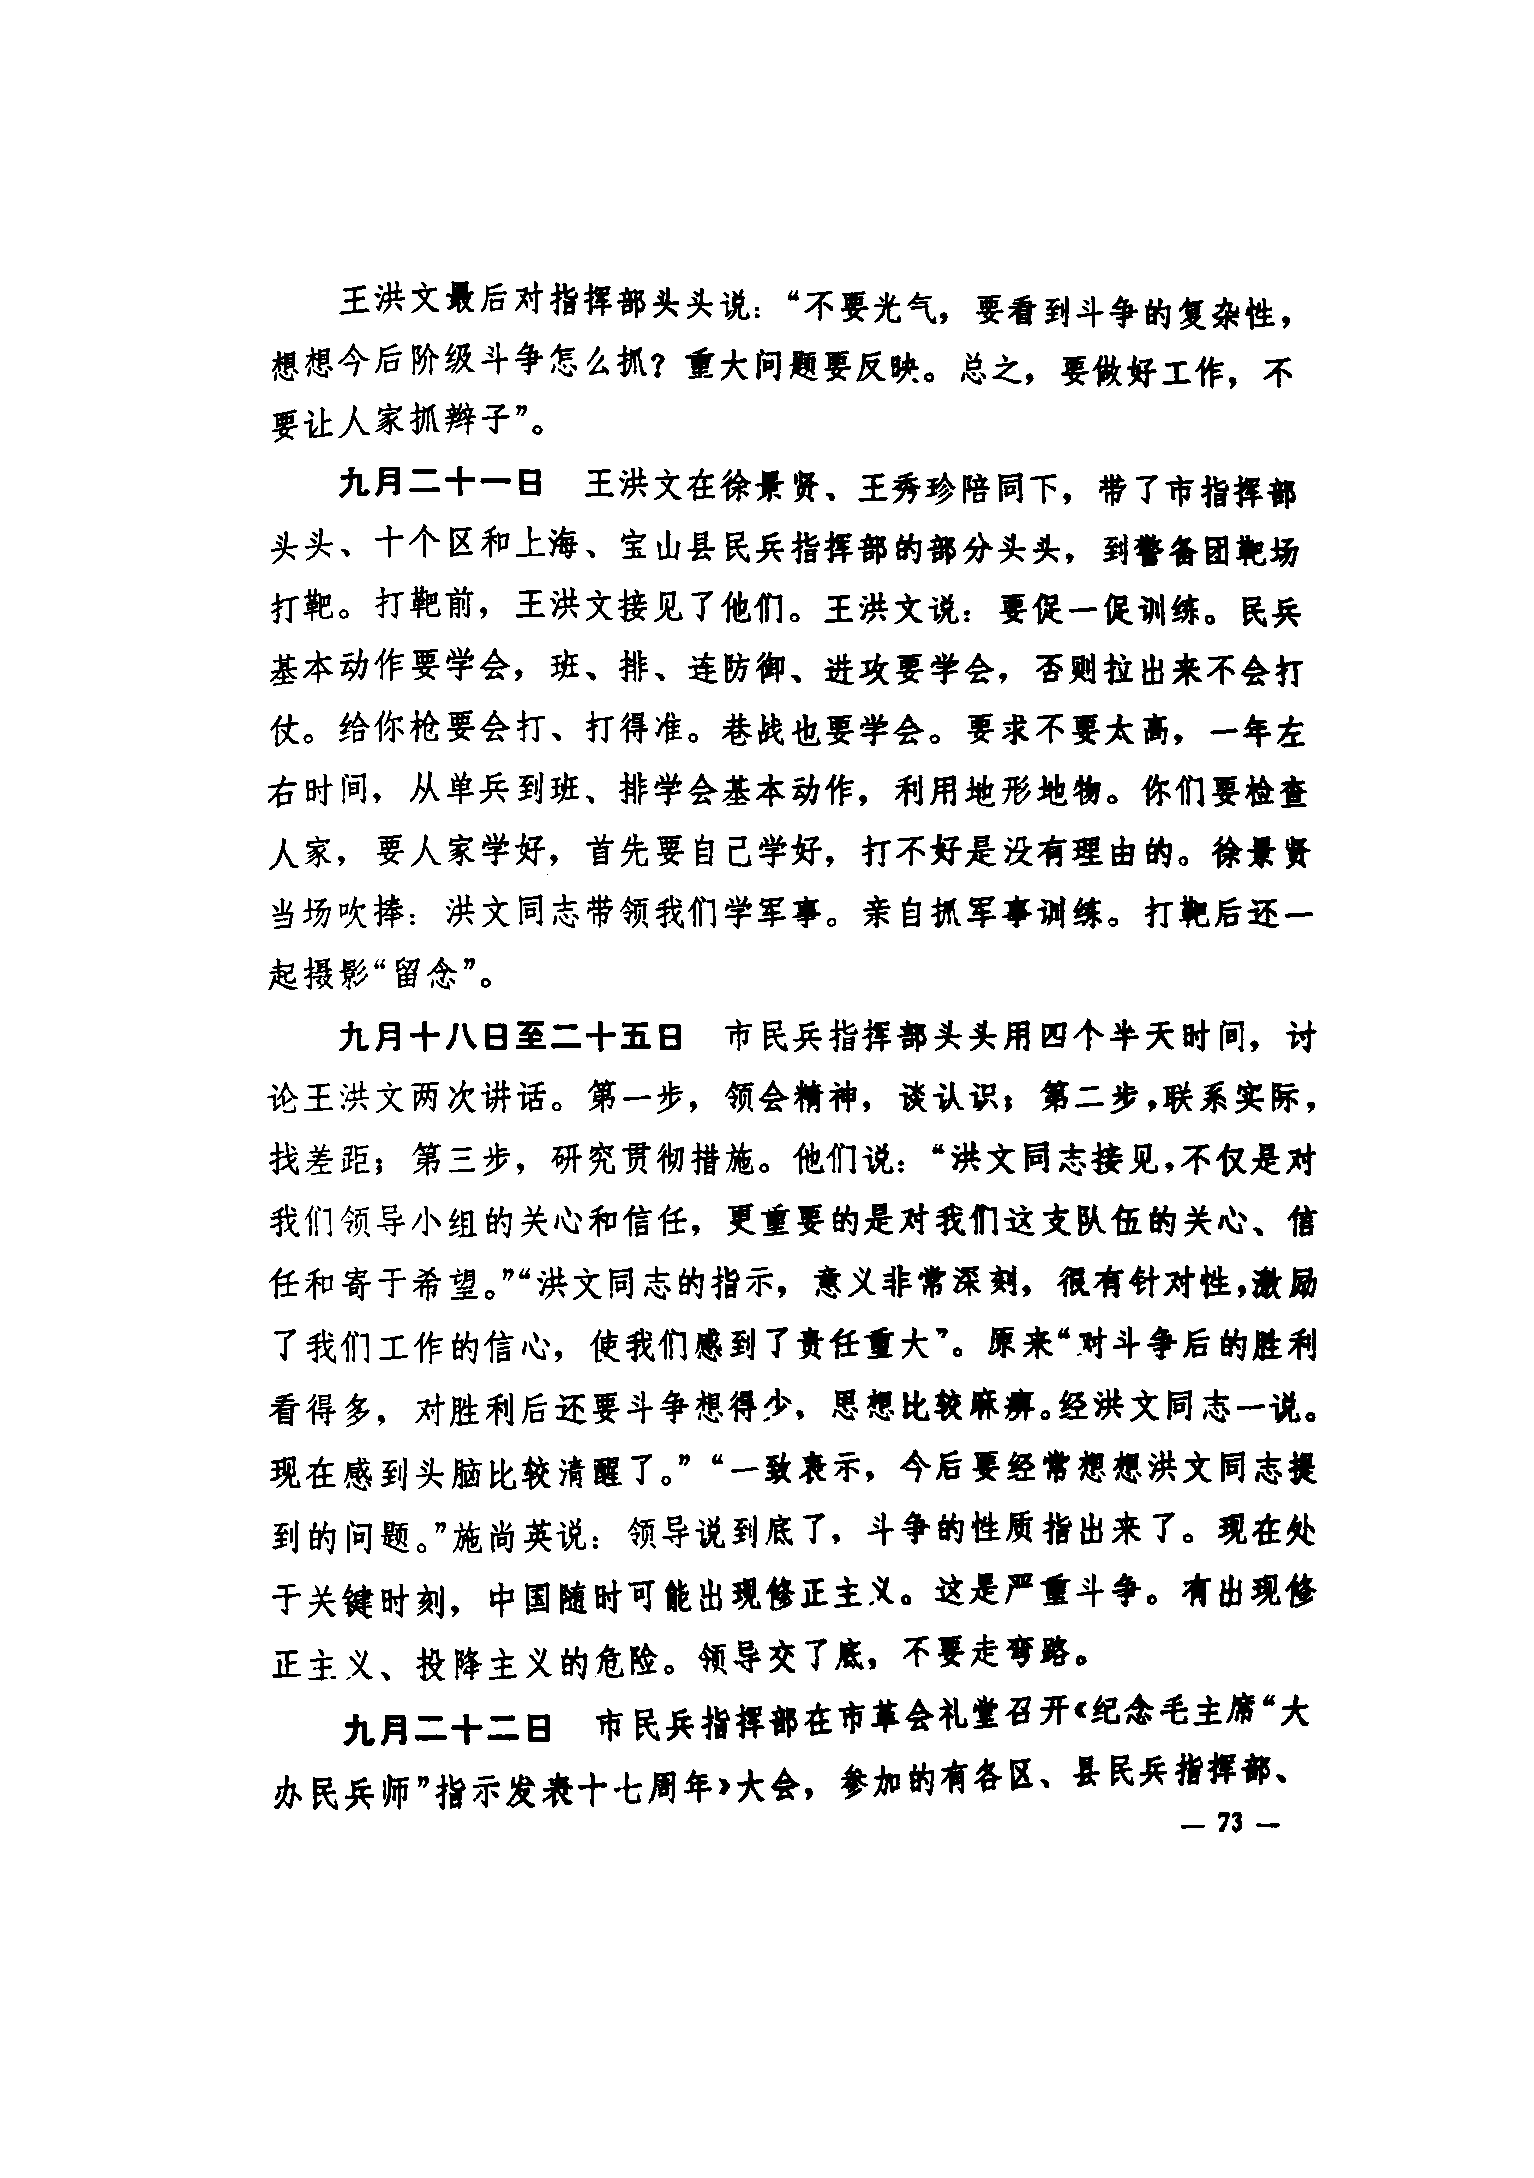 王洪文最后对指挥部头头说：“不要光气，要看到斗争的复杂性，
想想今后阶级斗争怎么抓？重大问题要反映。总之，要做好工作，不
要让人家抓辫子”。
九月二十一日　王洪文在徐景贤、王秀珍陪同下，带了市指挥部
头头、十个区和上海、宝山县民兵指挥部的部分头头，到警备团靶场
打靶。打靶前，王洪文接见了他们。王洪文说：要促一促训练。民兵
基本动作要学会，班、排、连防御、进攻要学会，否则拉出来不会打
仗。给你枪要会打、打得准。巷战也要学会。要求不要太高，一年左
右时间，从单兵到班、排学会基本动作，利用地形地物。你们要检查
人家，要人家学好，首先要自己学好，打不好是没有理由的。徐景贤
当场吹捧：洪文同志带领我们学军事。亲自抓军事训练。打靶后还一
起摄影“留念”。
九月十八日至二十五日　市民兵指挥部头头用四个半天时间，讨
论王洪文两次讲话。第一步，领会精神，谈认识；第二步，联系实际，
找差距；第三步，研究贯彻措施。他们说：“洪文同志接见，不仅是对
我们领导小组的关心和信任，更重要的是对我们这支队伍的关心、信
任和寄于希望。”“洪文同志的指示，意义非常深刻，很有针对性，激励
了我们工作的信心，使我们感到了责任重大”。原来“对斗争后的胜利
看得多，对胜利后还要斗争想得少，思想比较麻痹。经洪文同志一说。
现在感到头脑比较清醒了。”“一致表示，今后要经常想想洪文同志提
到的问题。”施尚英说：领导说到底了，斗争的性质指出来了。现在处
于关键时刻，中国随时可能出现修正主义。这是严重斗争。有出现修
正主义、投降主义的危险。领导交了底，不要走弯路。
九月二十二日　市民兵指挥部在市革会礼堂召开《纪念毛主席“大
办民兵师”指示发表十七周年》大会，参加的有各区、县民兵指挥部、
— 73 —